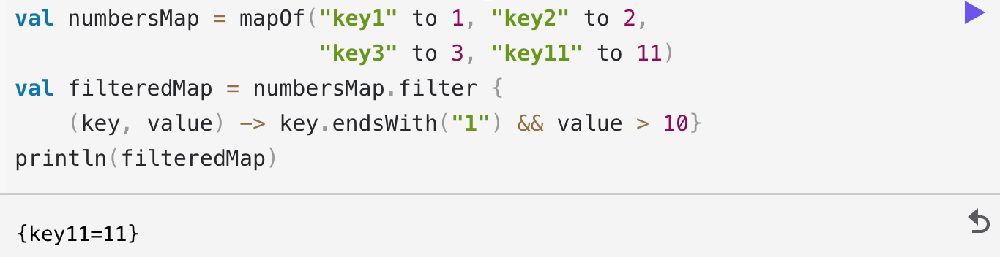 val numbersMap = mapOf("key1" to 1, "key2" to 2,
"key3" to 3, "key11" to 11)
val filteredMap = numbersMap.filter {
(key, value) -> key.endsWith("1") && value > 10}
println(filteredMap)
{key11=11}